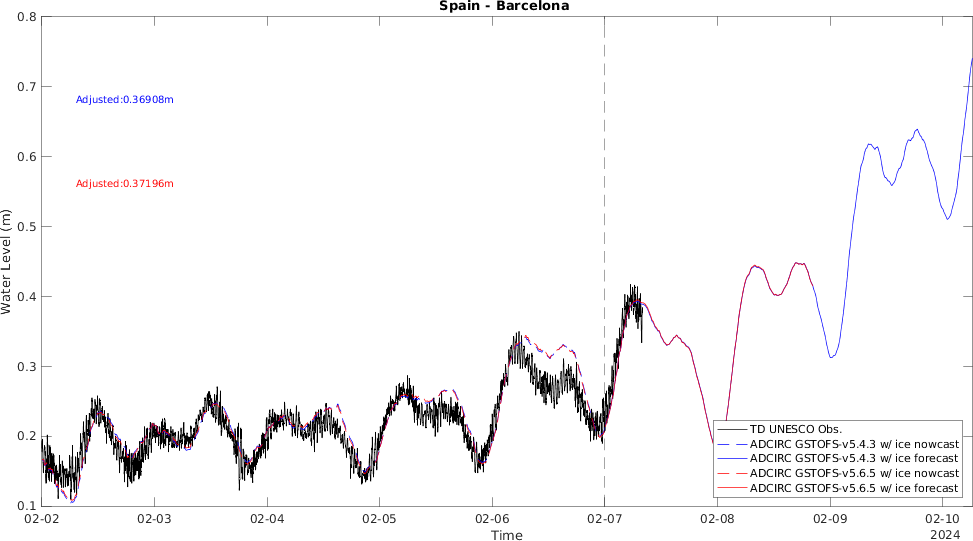 Spain - Barcelona
0.8
0.7
0.6
0.5
0.4
0.3
0.2
0.1
Water Level (m)
Adjusted:0.36908m
Adjusted:0.37196m
TD UNESCO Obs.
ADCIRC GSTOFS-v5.4.3 w/ ice nowcast
ADCIRC GSTOFS-v5.4.3 w/ ice forecast
ADCIRC GSTOFS-v5.6.5 w/ ice nowcast
ADCIRC GSTOFS-v5.6.5 w/ ice forecast
02-02 02-03 02-04 02-05 02-06 02-07 02-08 02-09 02-10
Time
2024